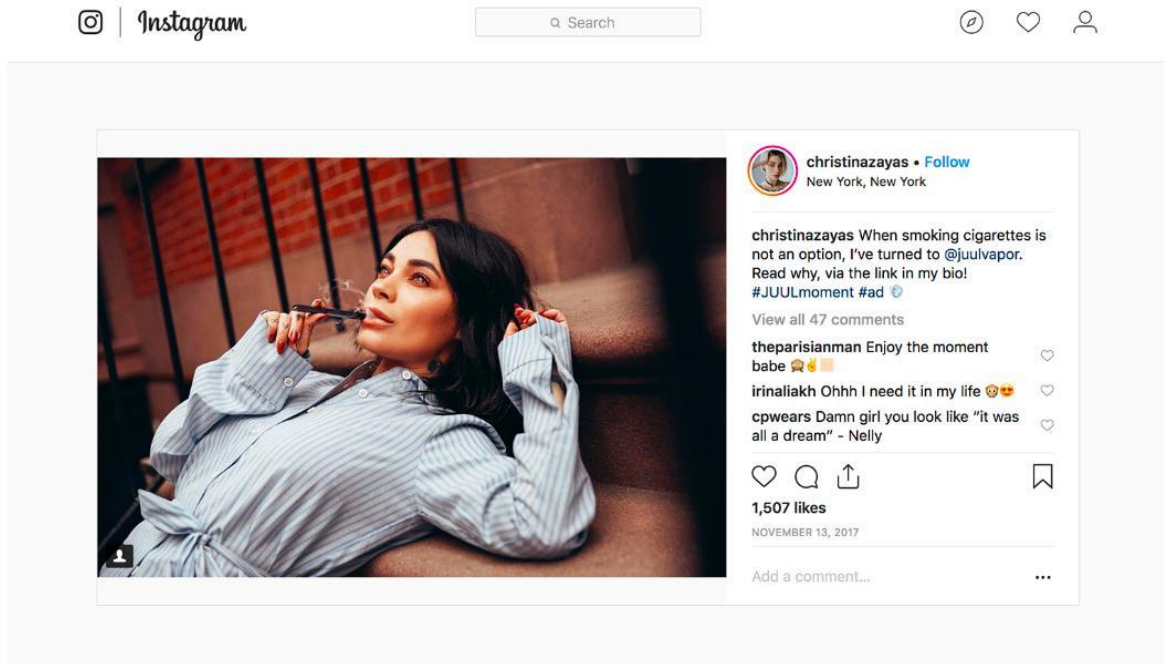 Instagram
Search
christinazayas • Follow
New York, New York
christinazayas When smoking cigarettes is
not an option, I've turned to @juulvapor.
Read why, via the link in my bio!
#JUULmoment #ad 💨
View all 47 comments
theparisianman Enjoy the moment
babe 🙈✌️🏼
irinaliakh Ohhh I need it in my life 🐵😍
cpwears Damn girl you look like “it was
all a dream” - Nelly
1,507 likes
NOVEMBER 13, 2017
Add a comment...